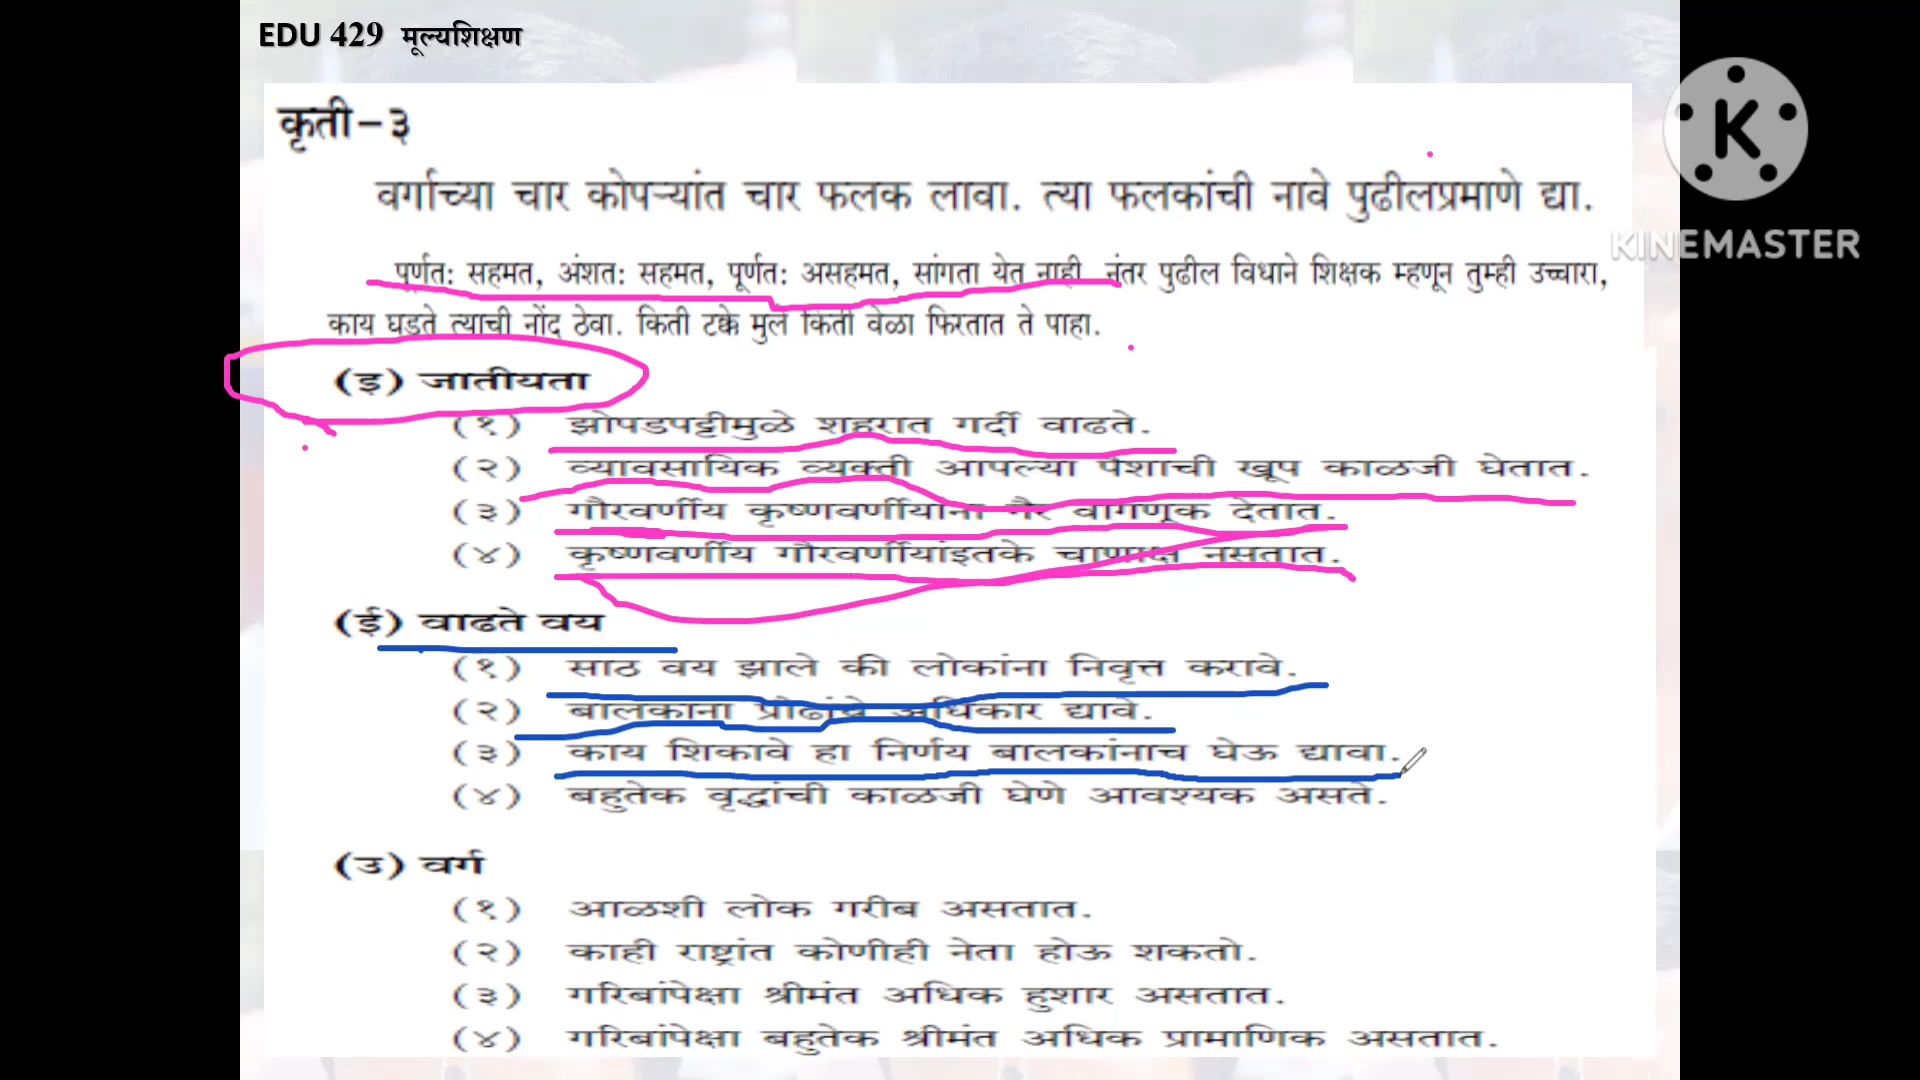 EDU 429 मूल्यशिक्षण
कृती-३
वर्गाच्या चार कोपऱ्यांत चार फलक लावा. त्या फलकांची नावे पुढीलप्रमाणे द्या.
KINEMASTER
पूर्णत: सहमत, अंशत: सहमत, पूर्णत: असहमत, सांगता येत नाही नंतर पुढील विधाने शिक्षक म्हणून तुम्ही उच्चारा,
काय घडते त्याची नोंद ठेवा. किती टक्के मुले किती वेळा फिरतात ते पाहा.
(इ) जातीयता
(१) झोपडपट्टीमुळे शहरात गर्दी वाढते.
(२) व्यावसायिक व्यक्ती आपल्या पैशाची खूप काळजी घेतात.
(३) गौरवर्णीय कृष्णवर्णीयांना गैर वागणूक देतात.
(४) कृष्णवर्णीय गौरवर्णीयांइतके चाणाक्ष नसतात.
(ई) वाढते वय
(१) साठ वय झाले की लोकांना निवृत्त करावे.
(२) बालकांना प्रौढांचे अधिकार द्यावे.
(३) काय शिकावे हा निर्णय बालकांनाच घेऊ द्यावा.
(४) बहुतेक वृद्धांची काळजी घेणे आवश्यक असते.
(उ) वर्ग
(१) आळशी लोक गरीब असतात.
(२) काही राष्ट्रांत कोणीही नेता होऊ शकतो.
(३) गरिबांपेक्षा श्रीमंत अधिक हुशार असतात.
(४) गरिबांपेक्षा बहुतेक श्रीमंत अधिक प्रामाणिक असतात.